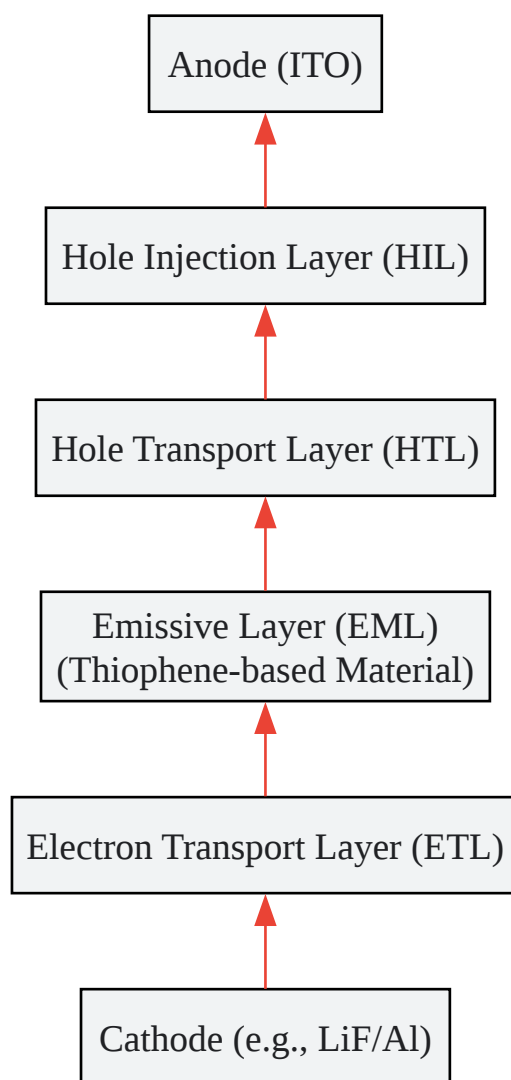 Anode (ITO)
Hole Injection Layer (HIL)
Hole Transport Layer (HTL)
Emissive Layer (EML)
(Thiophene-based Material)
Electron Transport Layer (ETL)
Cathode (e.g., LiF/Al)